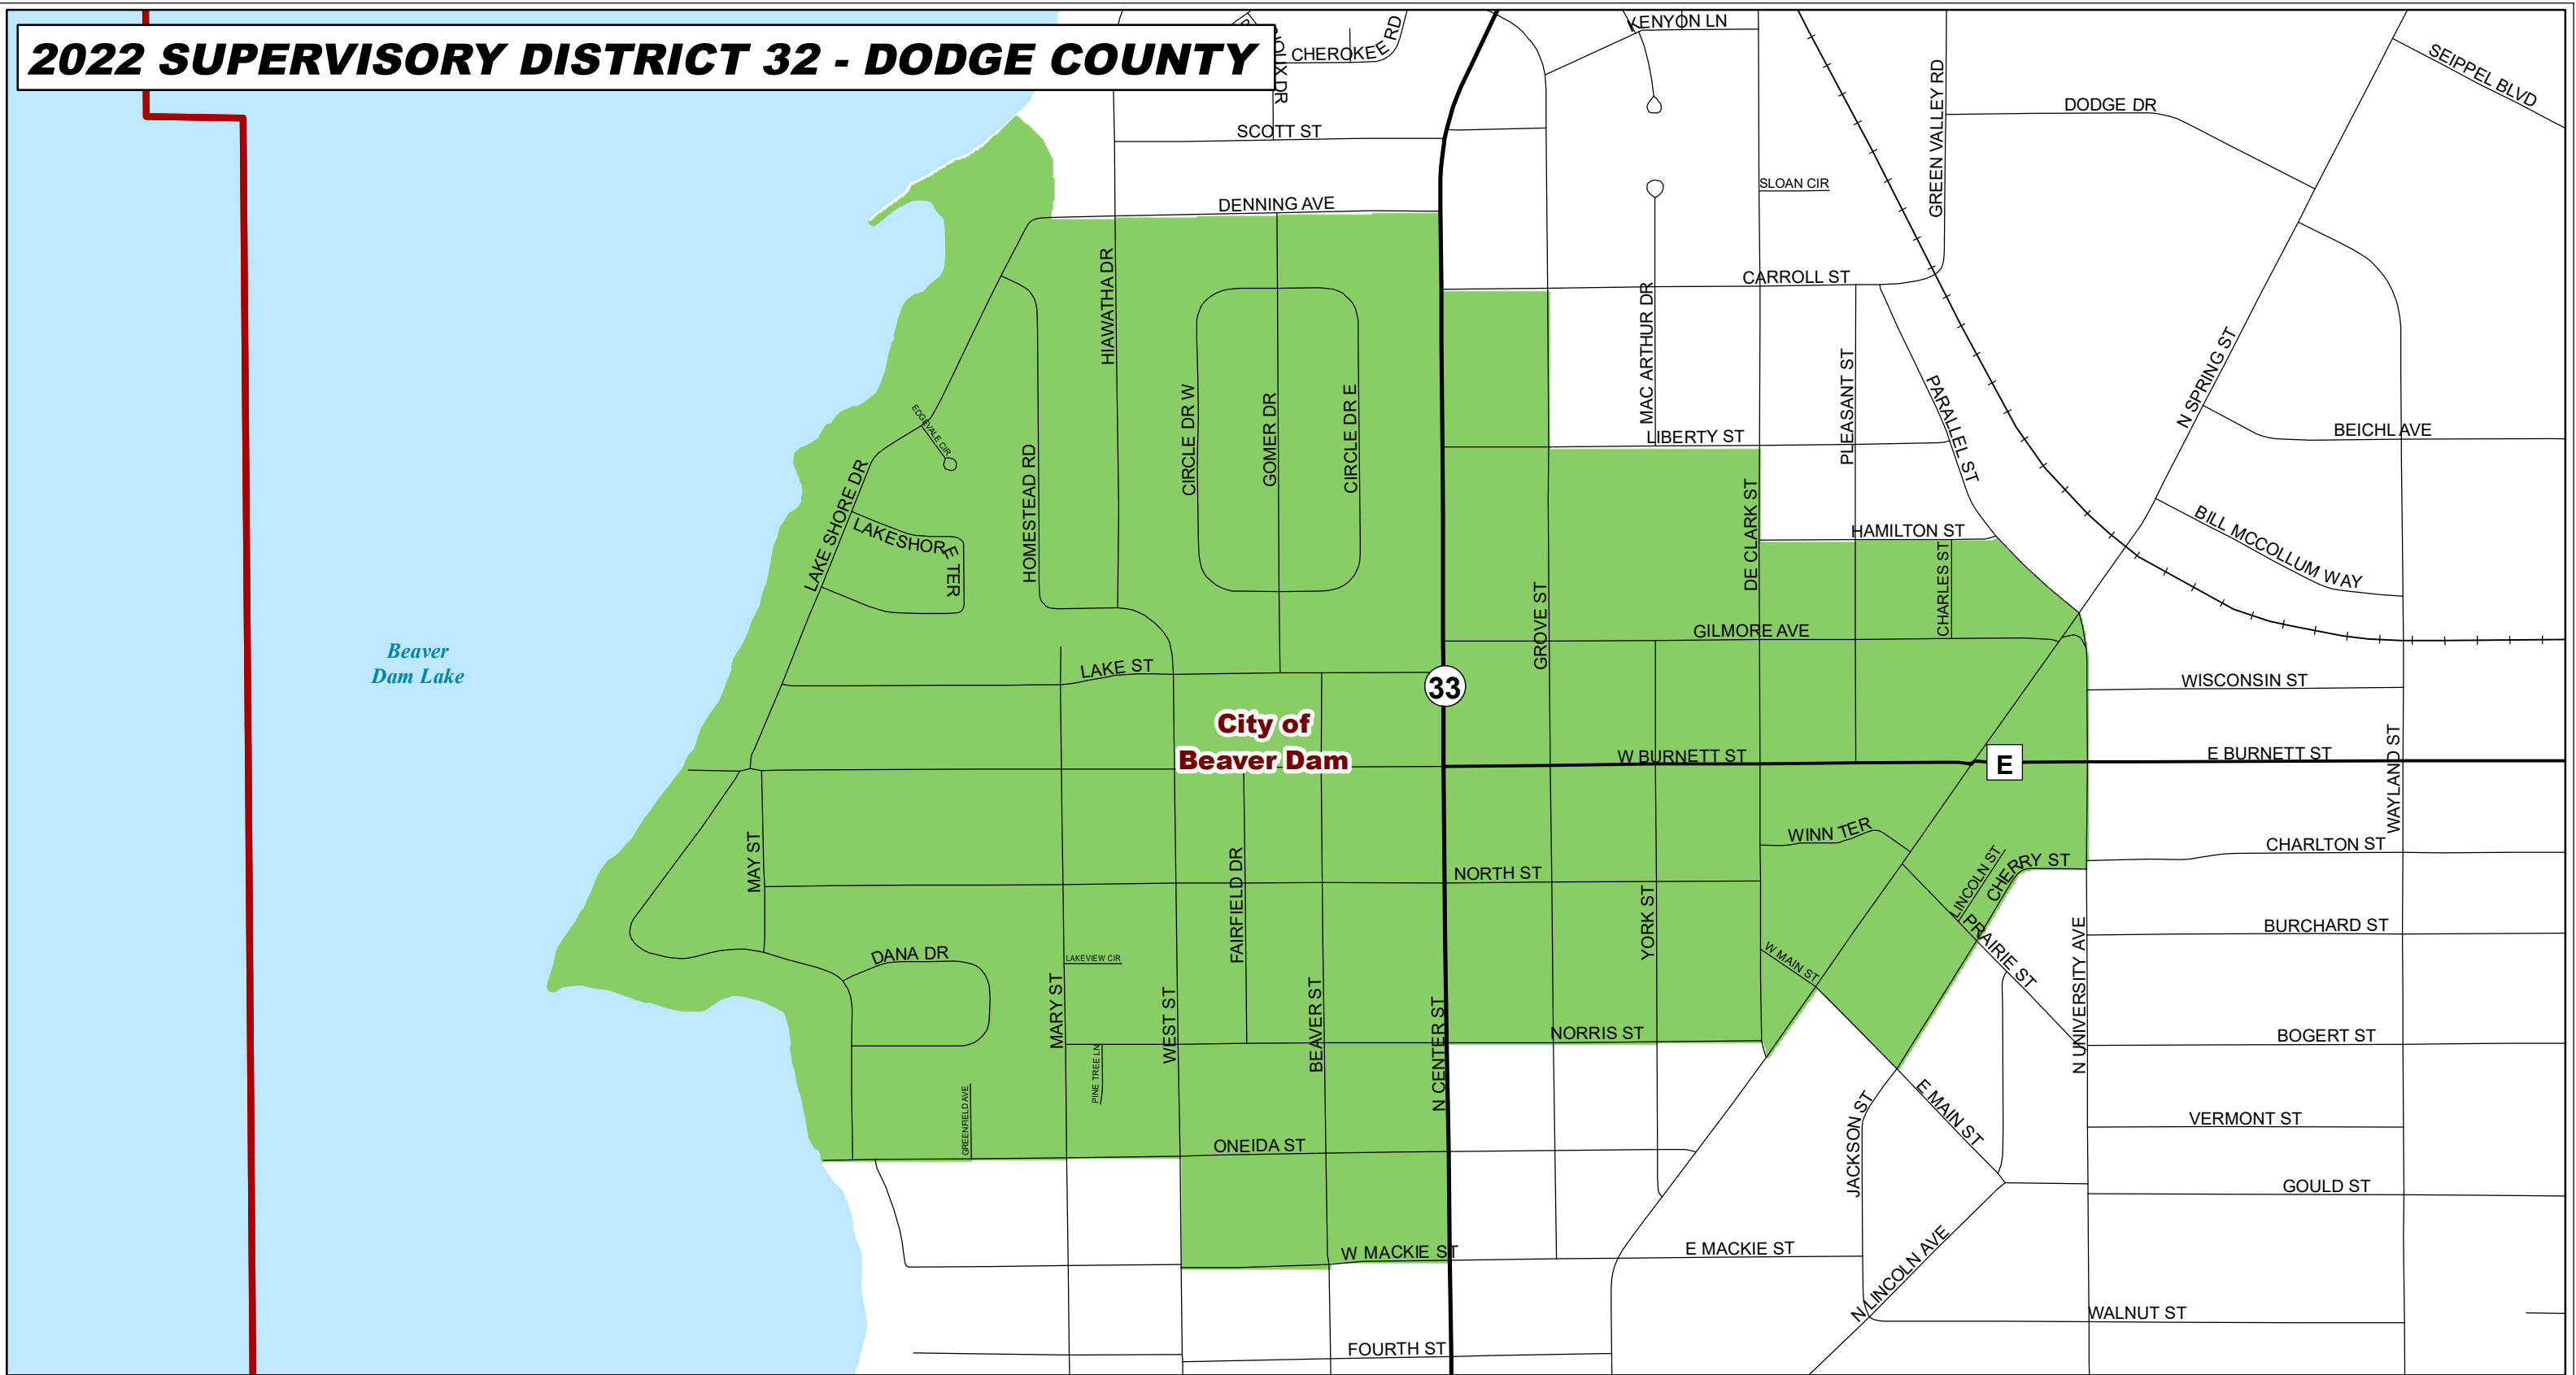 2022 SUPERVISORY DISTRICT 32 - DODGE COUNTY
CHEROKEE RD
KENYON LN
SEIPPEL BLVD
DODGE DR
GREEN VALLEY RD
SCOTT ST
SLOAN CIR
DENNING AVE
CARROLL ST
HIAWATHA DR
MAC ARTHUR DR
PLEASANT ST
PARALLEL ST
N SPRING ST
CIRCLE DR W
GOMER DR
CIRCLE DR E
EDGEVALE CIR
LIBERTY ST
BEICHL AVE
HOMESTEAD RD
LAKE SHORE DR
LAKESHORE TER
DE CLARK ST
HAMILTON ST
CHARLES ST
BILL MCCOLLUM WAY
GROVE ST
GILMORE AVE
Beaver
Dam Lake
LAKE ST
33
WISCONSIN ST
City of
Beaver Dam
W BURNETT ST
E
E BURNETT ST
WAYLAND ST
MAY ST
WINN TER
CHARLTON ST
LINCOLN ST
CHERRY ST
NORTH ST
FAIRFIELD DR
YORK ST
PRAIRIE ST
N UNIVERSITY AVE
BURCHARD ST
DANA DR
LAKEVIEW CIR
W MAIN ST
MARY ST
WEST ST
BEAVER ST
N CENTER ST
NORRIS ST
BOGERT ST
PINE TREE LN
GREENFIELD AVE
JACKSON ST
E MAIN ST
VERMONT ST
ONEIDA ST
GOULD ST
W MACKIE ST
E MACKIE ST
N LINCOLN AVE
WALNUT ST
FOURTH ST